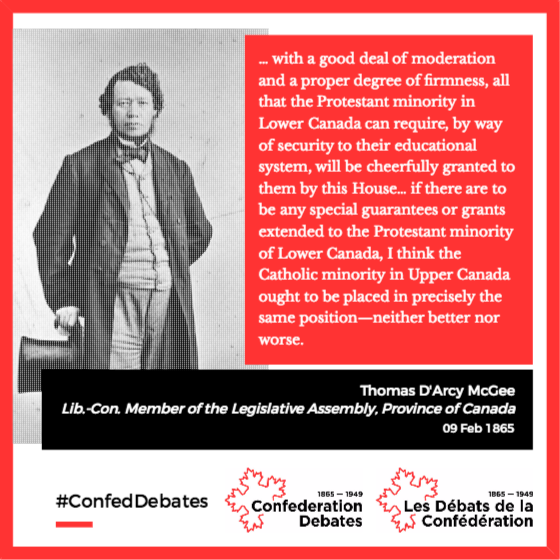 ... with a good deal of moderation
and a proper degree of firmness, all
that the Protestant minority in
Lower Canada can require, by way
of security to their educational
system, will be cheerfully granted to
them by this House... if there are to
be any special guarantees or grants
extended to the Protestant minority
of Lower Canada, I think the
Catholic minority in Upper Canada
ought to be placed in precisely the
same position—neither better nor
worse.
Thomas D'Arcy McGee
Lib.-Con. Member of the Legislative Assembly, Province of Canada
09 Feb 1865
#ConfedDebates
1865 — 1949
Confederation
Debates
1865 — 1949
Les Débats de la
Confédération